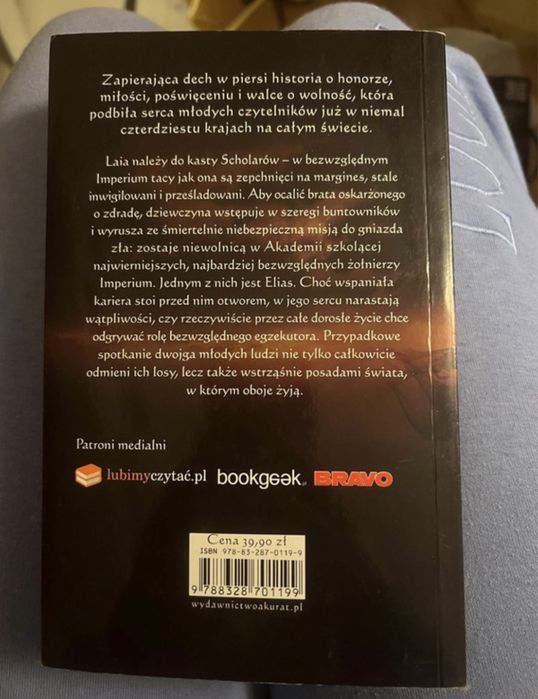 Zapierająca dech w piersi historia o honorze,
miłości, poświęceniu i walce o wolność, która
podbiła serca młodych czytelników już w niemal
czterdziestu krajach na całym świecie.
Laia należy do kasty Scholarów – w bezwzględnym
Imperium tacy jak ona są zepchnięci na margines, stale
inwigilowani i prześladowani. Aby ocalić brata oskarżonego
o zdradę, dziewczyna wstępuje w szeregi buntowników
i wyrusza ze śmiertelnie niebezpieczną misją do gniazda
zła: zostaje niewolnicą w Akademii szkolącej
najwierniejszych, najbardziej bezwzględnych żołnierzy
Imperium. Jednym z nich jest Elias. Choć wspaniała
kariera stoi przed nim otworem, w jego sercu narastają
wątpliwości, czy rzeczywiście przez całe dorosłe życie chce
odgrywać rolę bezwzględnego egzekutora. Przypadkowe
spotkanie dwojga młodych ludzi nie tylko całkowicie
odmieni ich losy, lecz także wstrząśnie posadami świata,
w którym oboje żyją.
Patroni medialni
lubimyczytać.pl bookgeek.pl BRAVO
Cena 39,90 zł
ISBN 978-83-287-0119-9
9 788328 701199
wydawnictwoakurat.pl